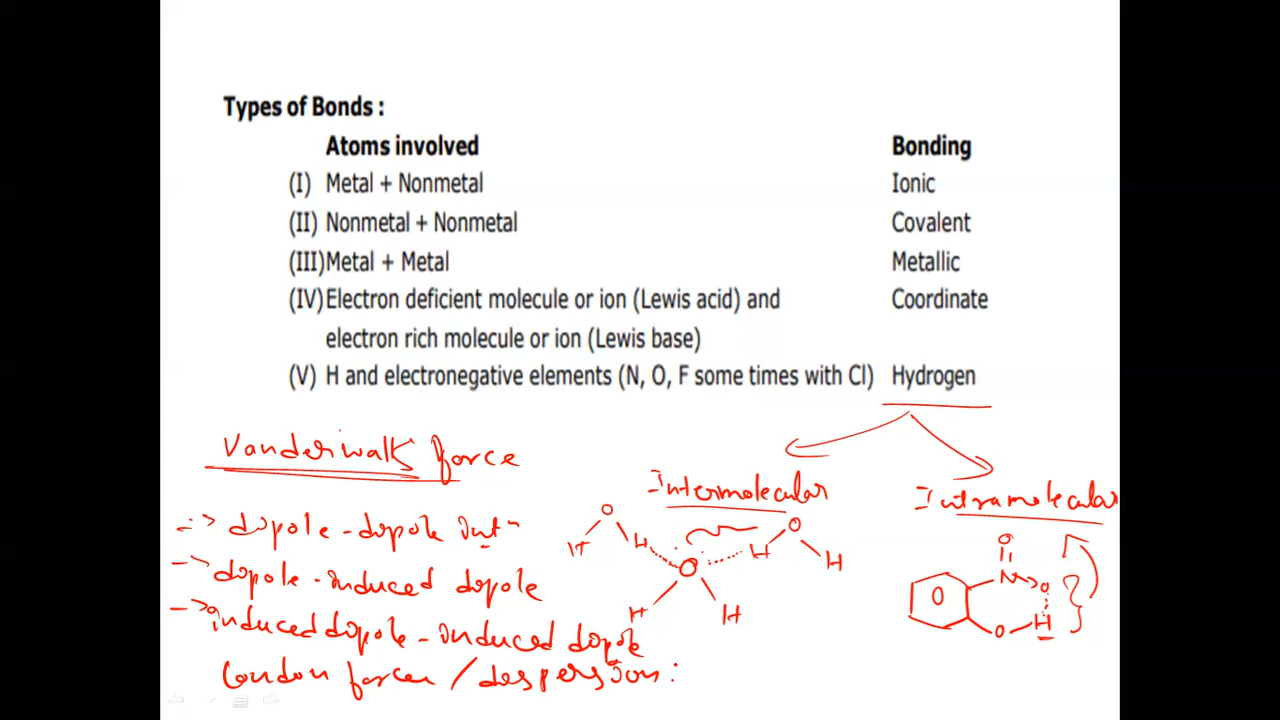 Types of Bonds :
Atoms involved Bonding
(I) Metal + Nonmetal Ionic
(II) Nonmetal + Nonmetal Covalent
(III)Metal + Metal Metallic
(IV)Electron deficient molecule or ion (Lewis acid) and Coordinate
electron rich molecule or ion (Lewis base)
(V) H and electronegative elements (N, O, F some times with Cl) Hydrogen
Vanderwalls force
Intermolecular
Intramolecular
-> dipole - dipole intn
-> dipole - induced dipole
-> induced dipole - induced dipole
London forces / dispersion :
O H H
O H H
O H H
O N O
O O H